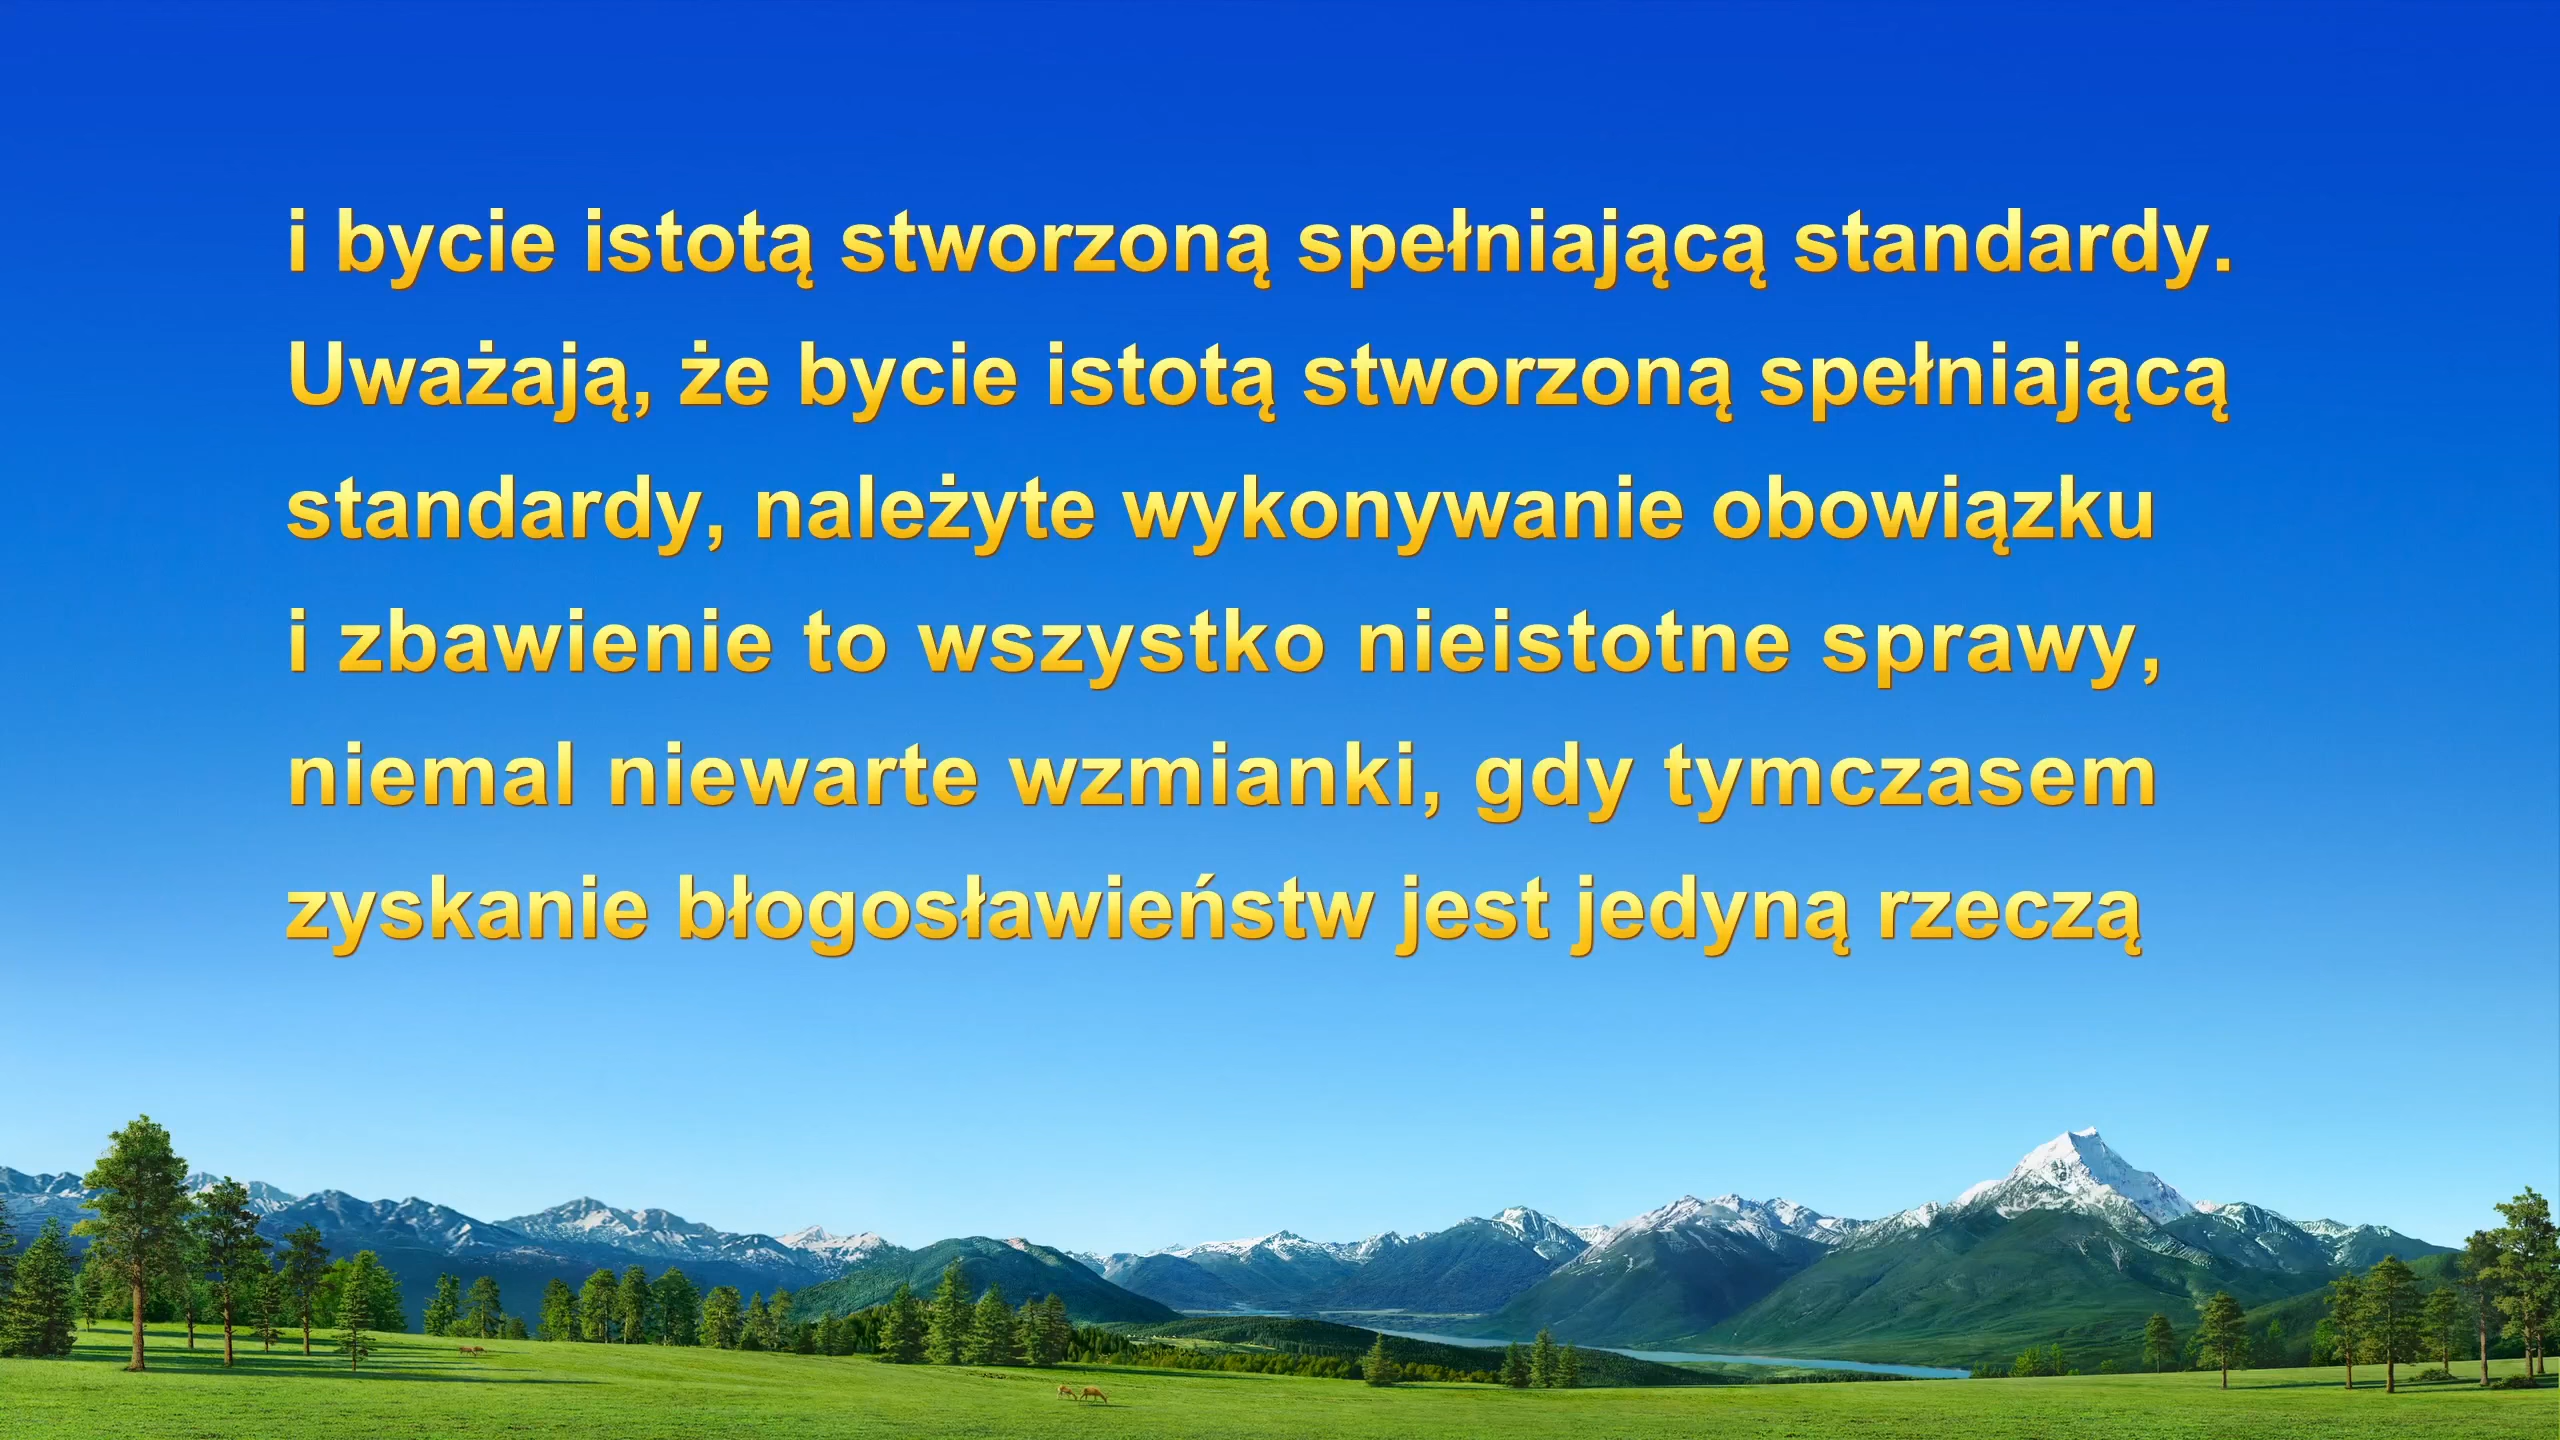 i bycie istotą stworzoną spełniającą standardy.
Uważają, że bycie istotą stworzoną spełniającą
standardy, należyte wykonywanie obowiązku
i zbawienie to wszystko nieistotne sprawy,
niemal niewarte wzmianki, gdy tymczasem
zyskanie błogosławieństw jest jedyną rzeczą